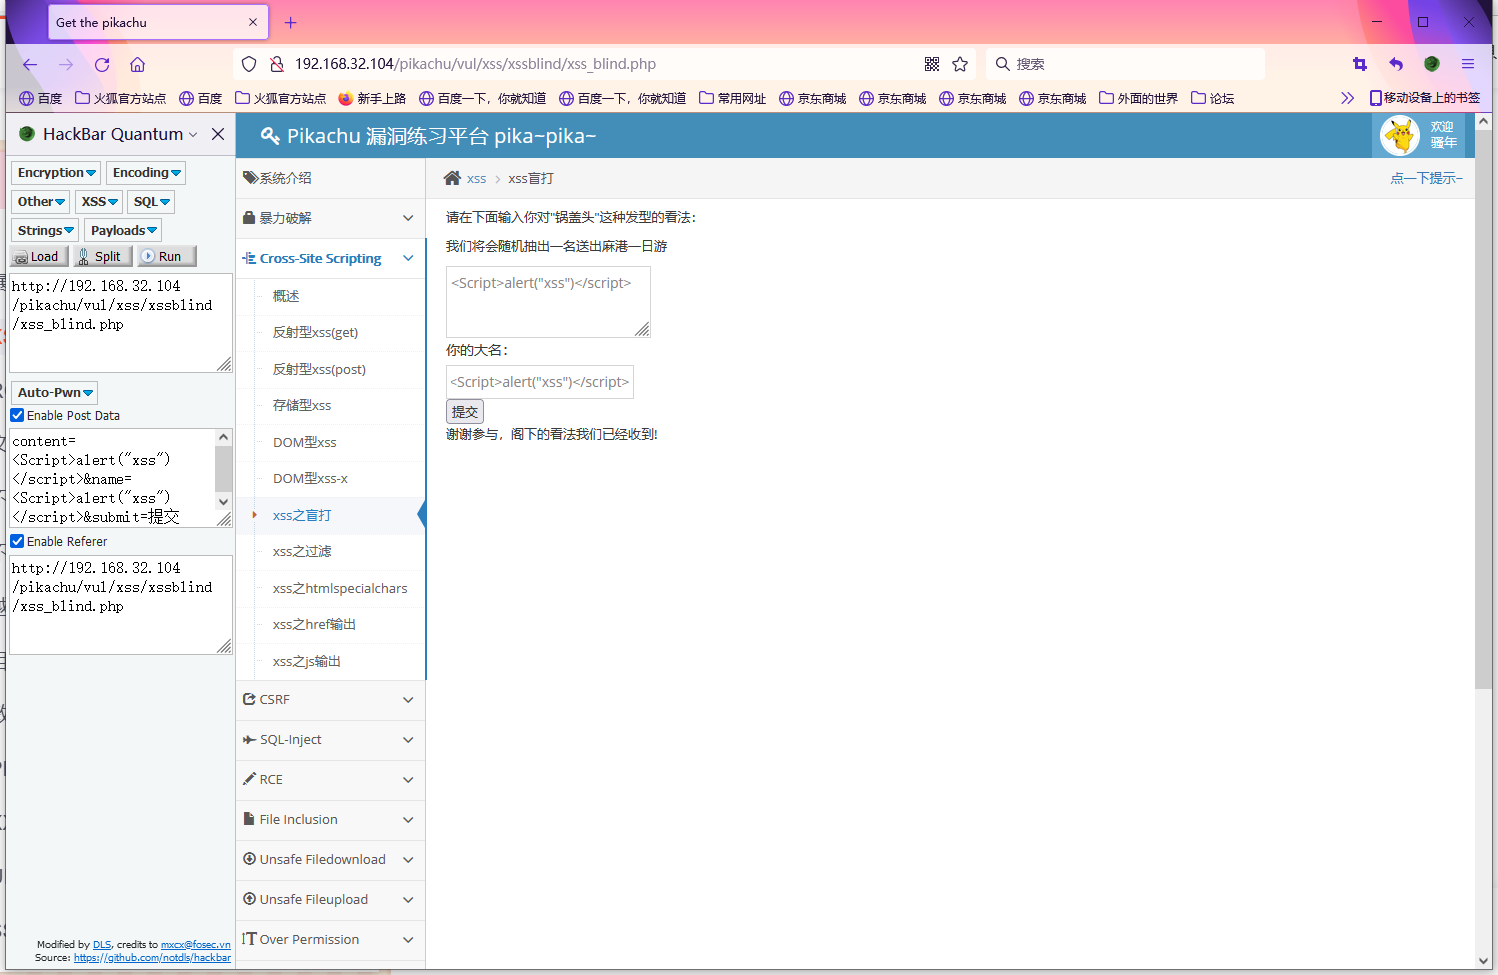 Get the pikachu
192.168.32.104/pikachu/vul/xss/xssblind/xss_blind.php
搜索
百度
火狐官方站点
百度
火狐官方站点
新手上路
百度一下，你就知道
百度一下，你就知道
常用网址
京东商城
京东商城
京东商城
京东商城
外面的世界
论坛
移动设备上的书签
HackBar Quantum
Encryption
Encoding
Other
XSS
SQL
Strings
Payloads
Load
Split
Run
http://192.168.32.104
/pikachu/vul/xss/xssblind
/xss_blind.php
Auto-Pwn
Enable Post Data
content=
<Script>alert("xss")
</script>&name=
<Script>alert("xss")
</script>&submit=提交
Enable Referer
http://192.168.32.104
/pikachu/vul/xss/xssblind
/xss_blind.php
Modified by DLS, credits to mxcx@fosec.vn
Source: https://github.com/notdls/hackbar
Pikachu 漏洞练习平台 pika~pika~
欢迎
骚年
系统介绍
暴力破解
Cross-Site Scripting
概述
反射型xss(get)
反射型xss(post)
存储型xss
DOM型xss
DOM型xss-x
xss之盲打
xss之过滤
xss之htmlspecialchars
xss之href输出
xss之js输出
CSRF
SQL-Inject
RCE
File Inclusion
Unsafe Filedownload
Unsafe Fileupload
Over Permission
xss
xss盲打
点一下提示~
请在下面输入你对"锅盖头"这种发型的看法：
我们将会随机抽出一名送出麻港一日游
<Script>alert("xss")</script>
你的大名：
<Script>alert("xss")</script>
提交
谢谢参与，阁下的看法我们已经收到!